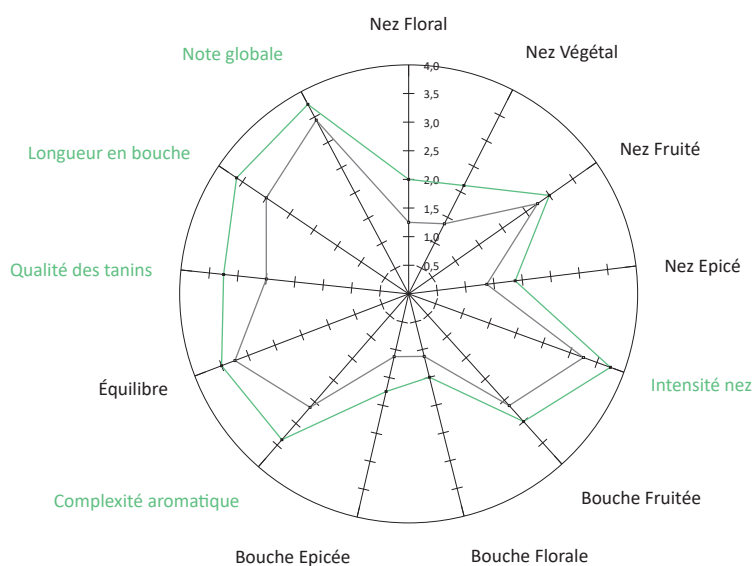 Nez Floral
Note globale
Nez Végétal
4,0
3,5
3,0
Longueur en bouche
Nez Fruité
2,5
2,0
1,5
Qualité des tanins
Nez Epicé
1,0
0,5
Équilibre
Intensité nez
Complexité aromatique
Bouche Fruitée
Bouche Epicée
Bouche Florale